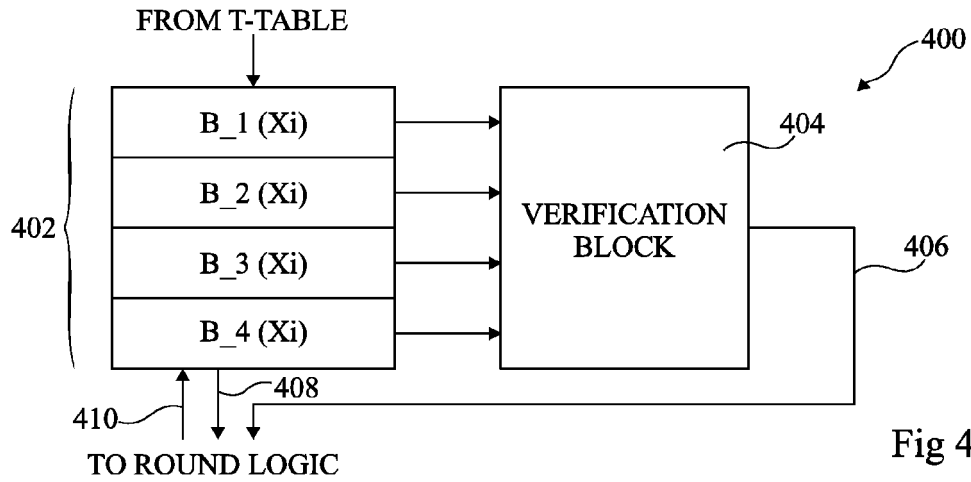 FROM T-TABLE
400
B_1 (Xi)
404
B_2 (Xi)
402
VERIFICATION
BLOCK
B_3 (Xi)
406
B_4 (Xi)
408
410
TO ROUND LOGIC
Fig 4